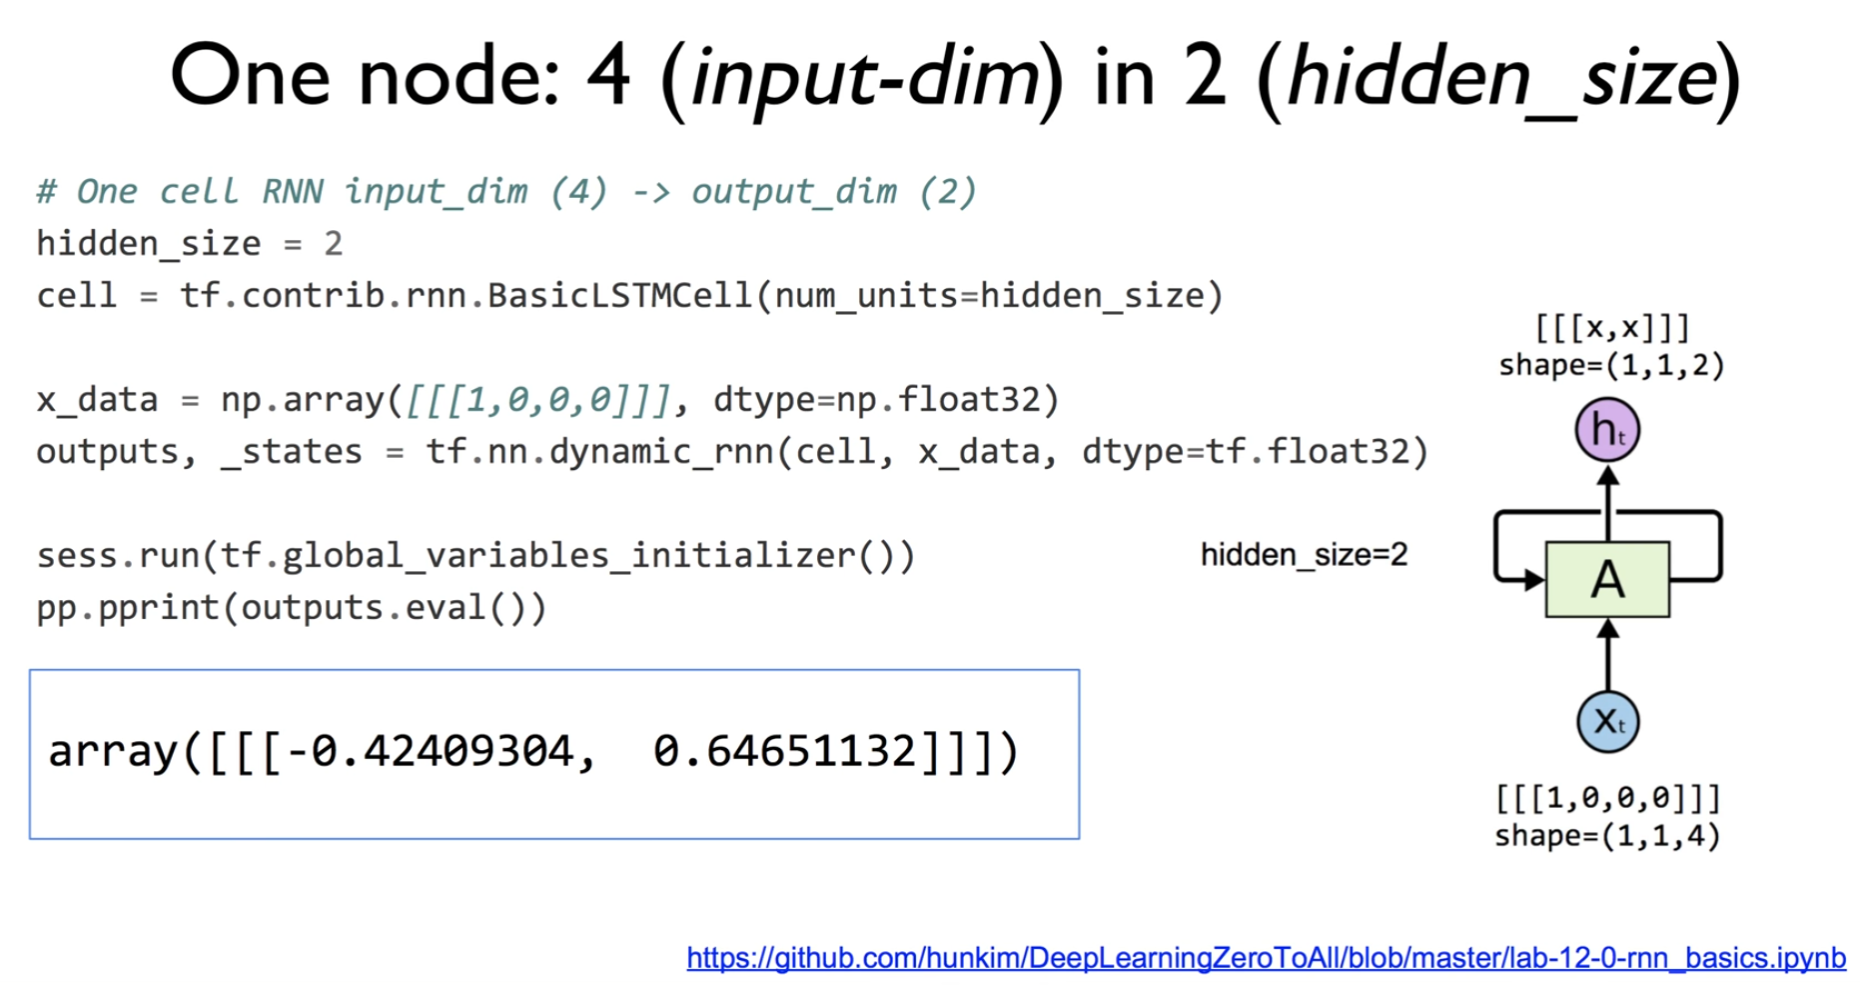 One node: 4 (input-dim) in 2 (hidden_size)
# One cell RNN input_dim (4) -> output_dim (2)
hidden_size = 2
cell = tf.contrib.rnn.BasicLSTMCell(num_units=hidden_size)
x_data = np.array([[[1,0,0,0]]], dtype=np.float32)
outputs, _states = tf.nn.dynamic_rnn(cell, x_data, dtype=tf.float32)
sess.run(tf.global_variables_initializer())
pp.pprint(outputs.eval())
array([[[-0.42409304, 0.64651132]]])
[[[x,x]]]
shape=(1,1,2)
ht
hidden_size=2
A
Xt
[[[1,0,0,0]]]
shape=(1,1,4)
https://github.com/hunkim/DeepLearningZeroToAll/blob/master/lab-12-0-rnn_basics.ipynb